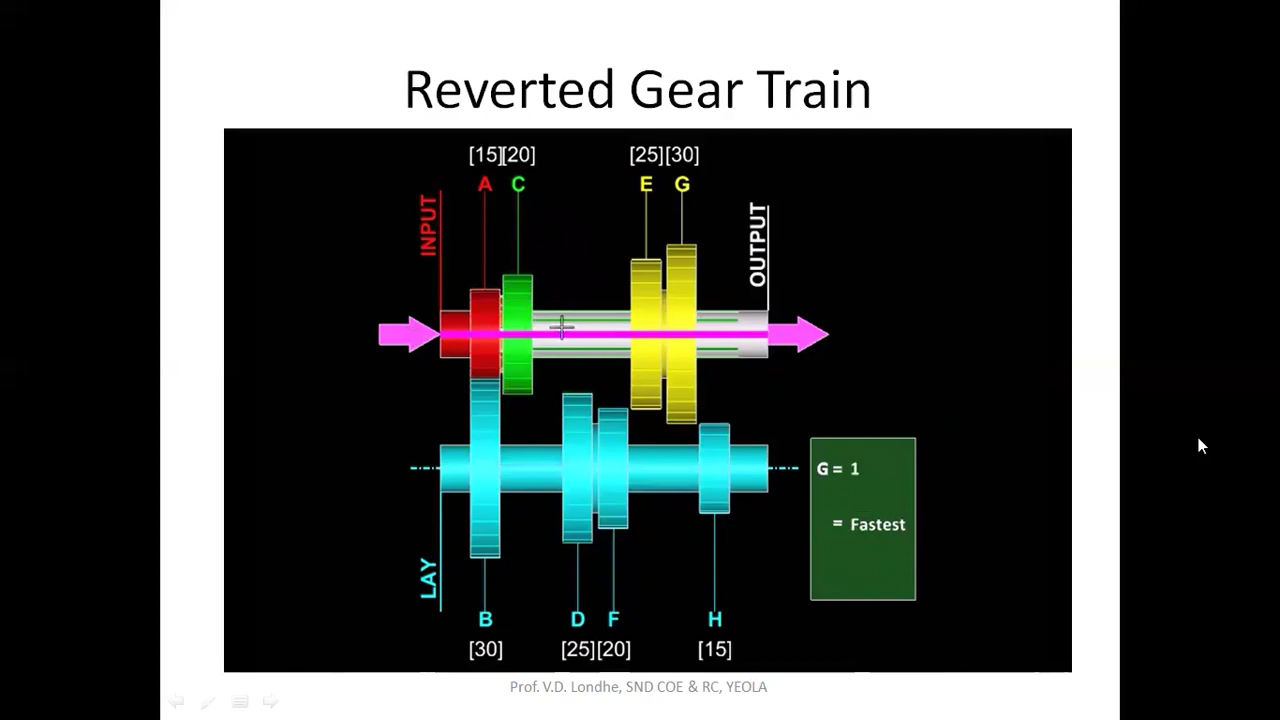 Reverted Gear Train
[15][20]
[25][30]
A C
E G
INPUT
OUTPUT
G = 1
= Fastest
LAY
B
D F
H
[30]
[25][20]
[15]
Prof. V.D. Londhe, SND COE & RC, YEOLA